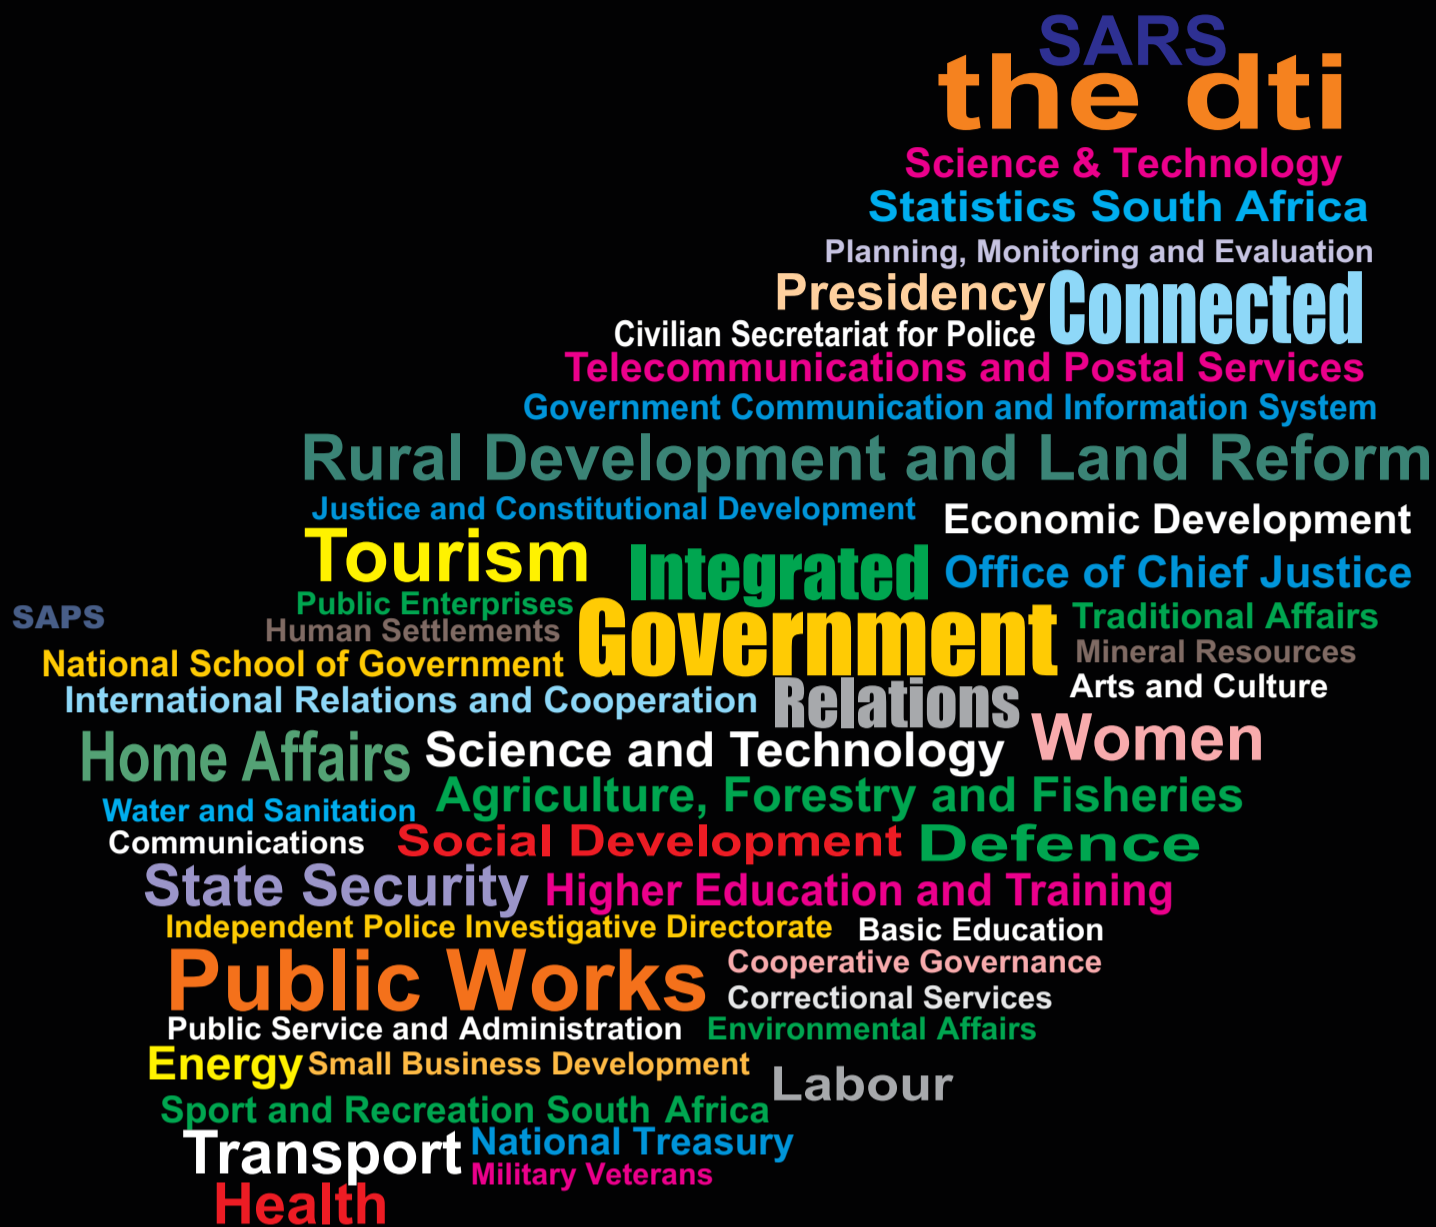 SARS
the dti
Science & Technology
Statistics South Africa
Planning, Monitoring and Evaluation
Presidency Connected
Civilian Secretariat for Police
Telecommunications and Postal Services
Government Communication and Information System
Rural Development and Land Reform
Justice and Constitutional Development Economic Development
Tourism Integrated Office of Chief Justice
Public Enterprises Government Traditional Affairs
SAPS Human Settlements Mineral Resources
National School of Government Arts and Culture
International Relations and Cooperation Relations
Home Affairs Science and Technology Women
Water and Sanitation Agriculture, Forestry and Fisheries
Communications Social Development Defence
State Security Higher Education and Training
Independent Police Investigative Directorate Basic Education
Public Works Cooperative Governance
Correctional Services
Public Service and Administration Environmental Affairs
Energy Small Business Development Labour
Sport and Recreation South Africa
Transport National Treasury
Military Veterans
Health